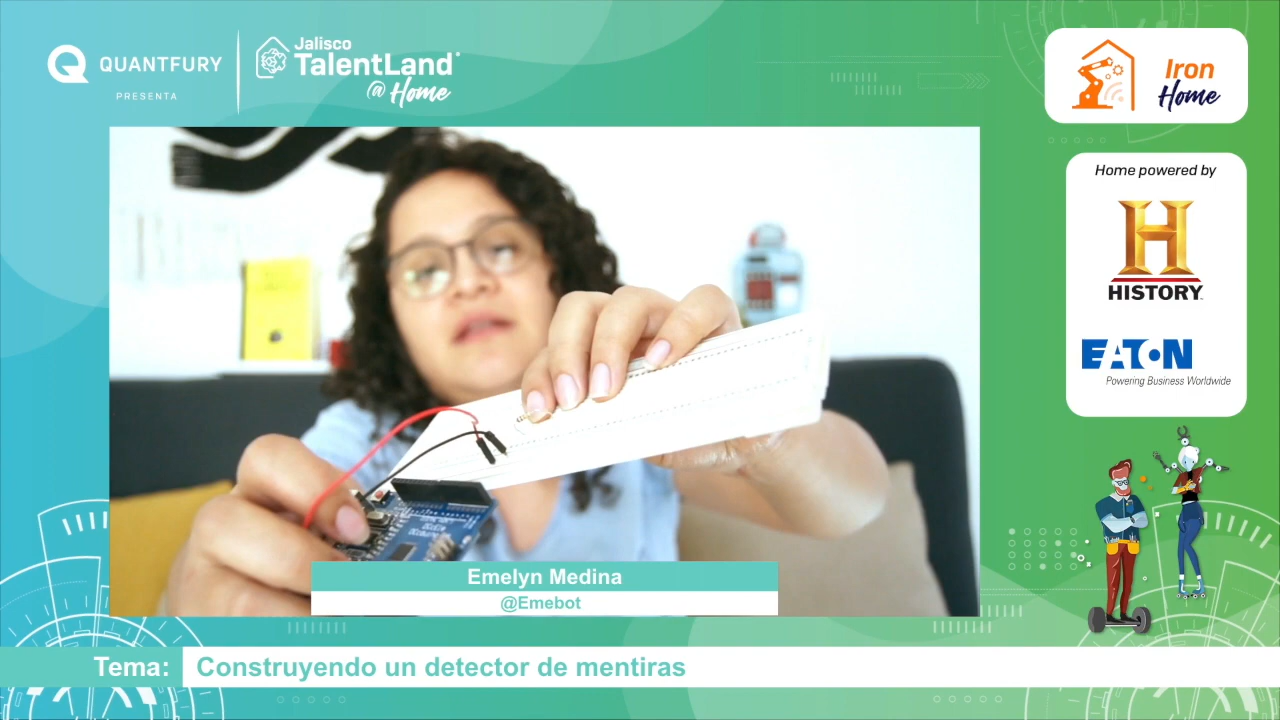 QUANTFURY
PRESENTA
Jalisco
TalentLand
@ Home
Iron
Home
Home powered by
H
HISTORY
EATON
Powering Business Worldwide
Emelyn Medina
@Emebot
Tema: Construyendo un detector de mentiras